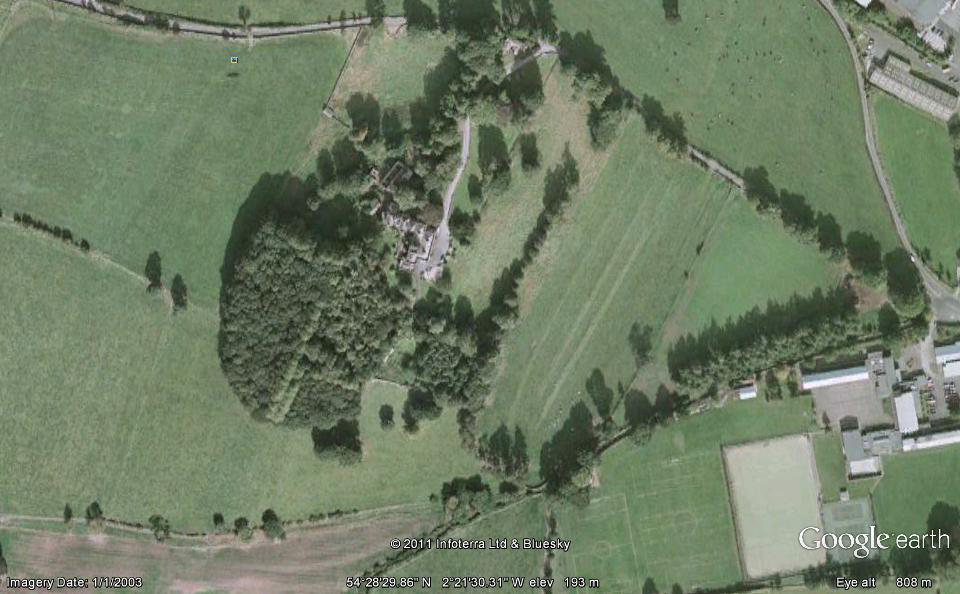 Google earth
© 2011 Infoterra Ltd & Bluesky
Imagery Date: 1/1/2003 54°28'29.86" N 2°21'30.31" W elev 193 m Eye alt 808 m